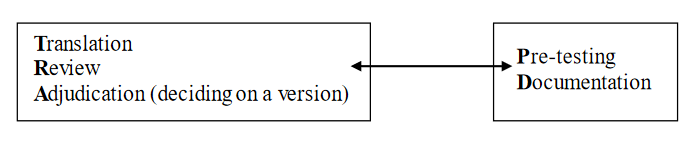 Translation
Review
Adjudication (deciding on a version)
Pre-testing
Documentation